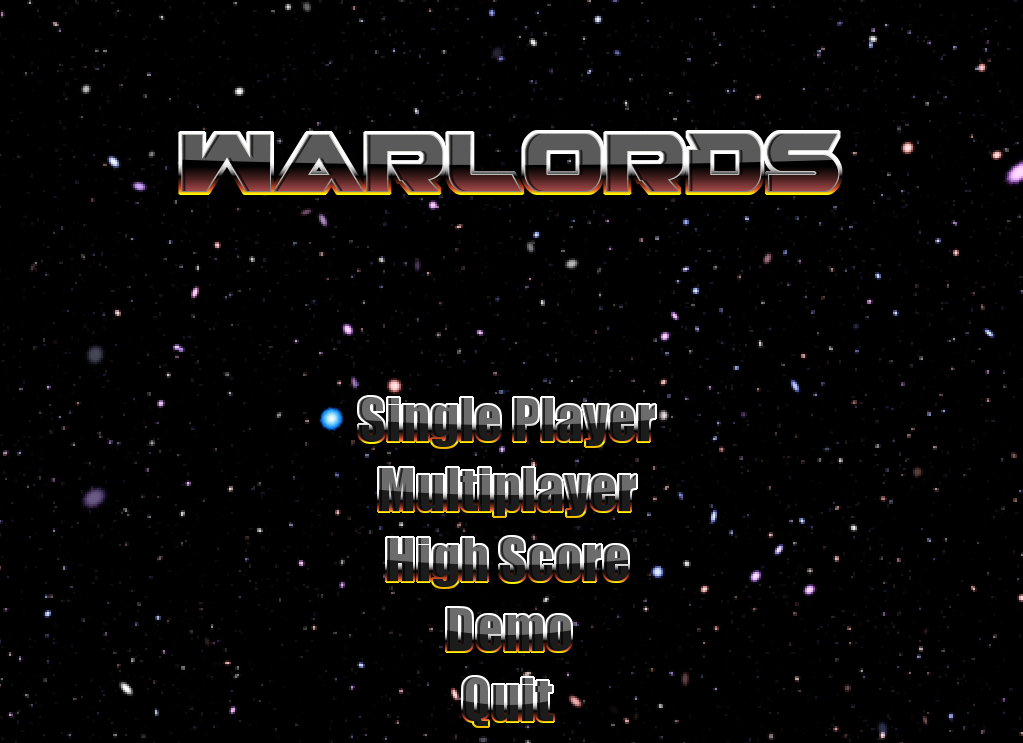 WARLORDS
Single Player
Multiplayer
High Score
Demo
Quit